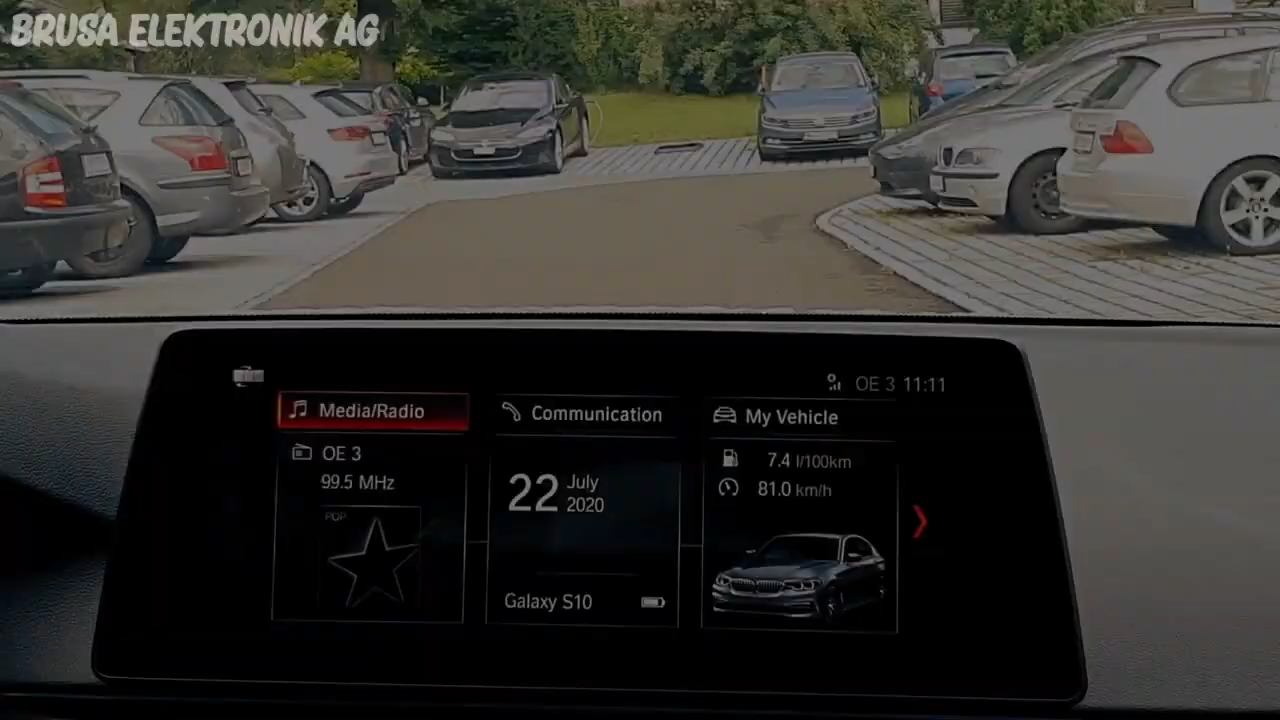 BRUSA ELEKTRONIK AG
OE 3 11:11
Media/Radio
OE 3
99.5 MHz
POP
Communication
22 July
2020
Galaxy S10
My Vehicle
7.4 l/100km
81.0 km/h